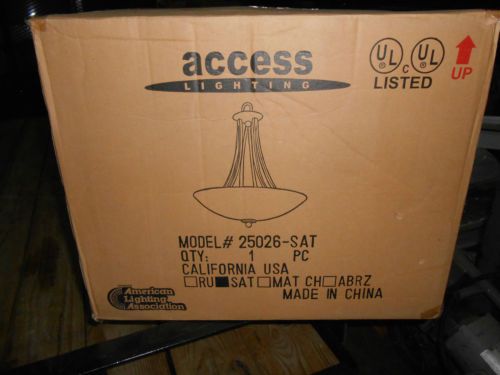 access
LIGHTING
UL c UL
LISTED
UP
MODEL# 25026-SAT
QTY: 1 PC
CALIFORNIA USA
RU SAT MAT CH ABRZ
MADE IN CHINA
American
Lighting
Association